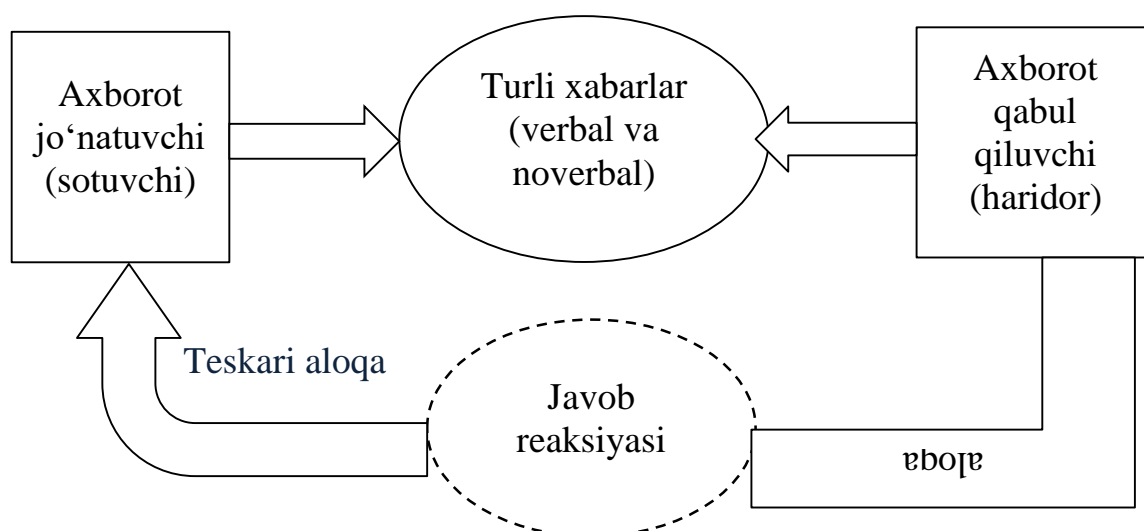 Axborot
jo‘natuvchi
(sotuvchi)
Turli xabarlar
(verbal va
noverbal)
Axborot
qabul
qiluvchi
(haridor)
Teskari aloqa
Javob
reaksiyasi
aloqa